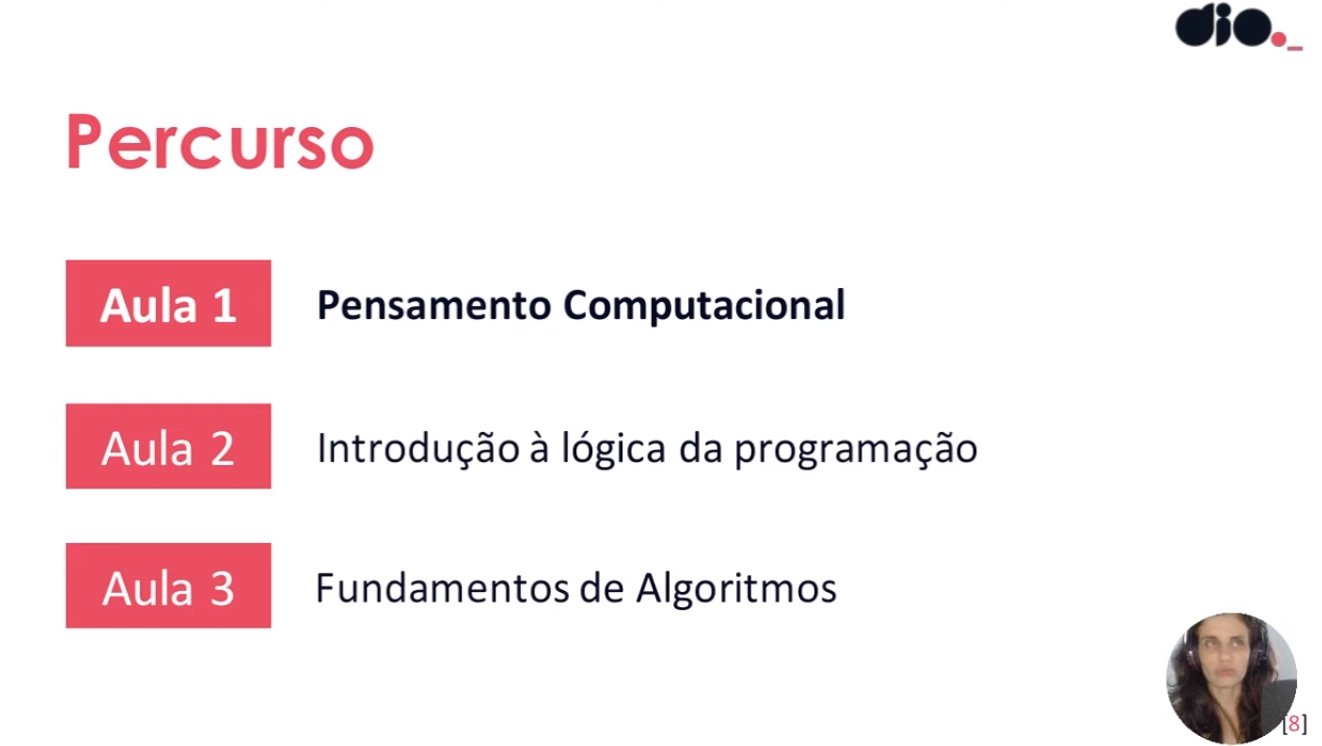 dio._
Percurso
Aula 1 Pensamento Computacional
Aula 2 Introdução à lógica da programação
Aula 3 Fundamentos de Algoritmos
[8]